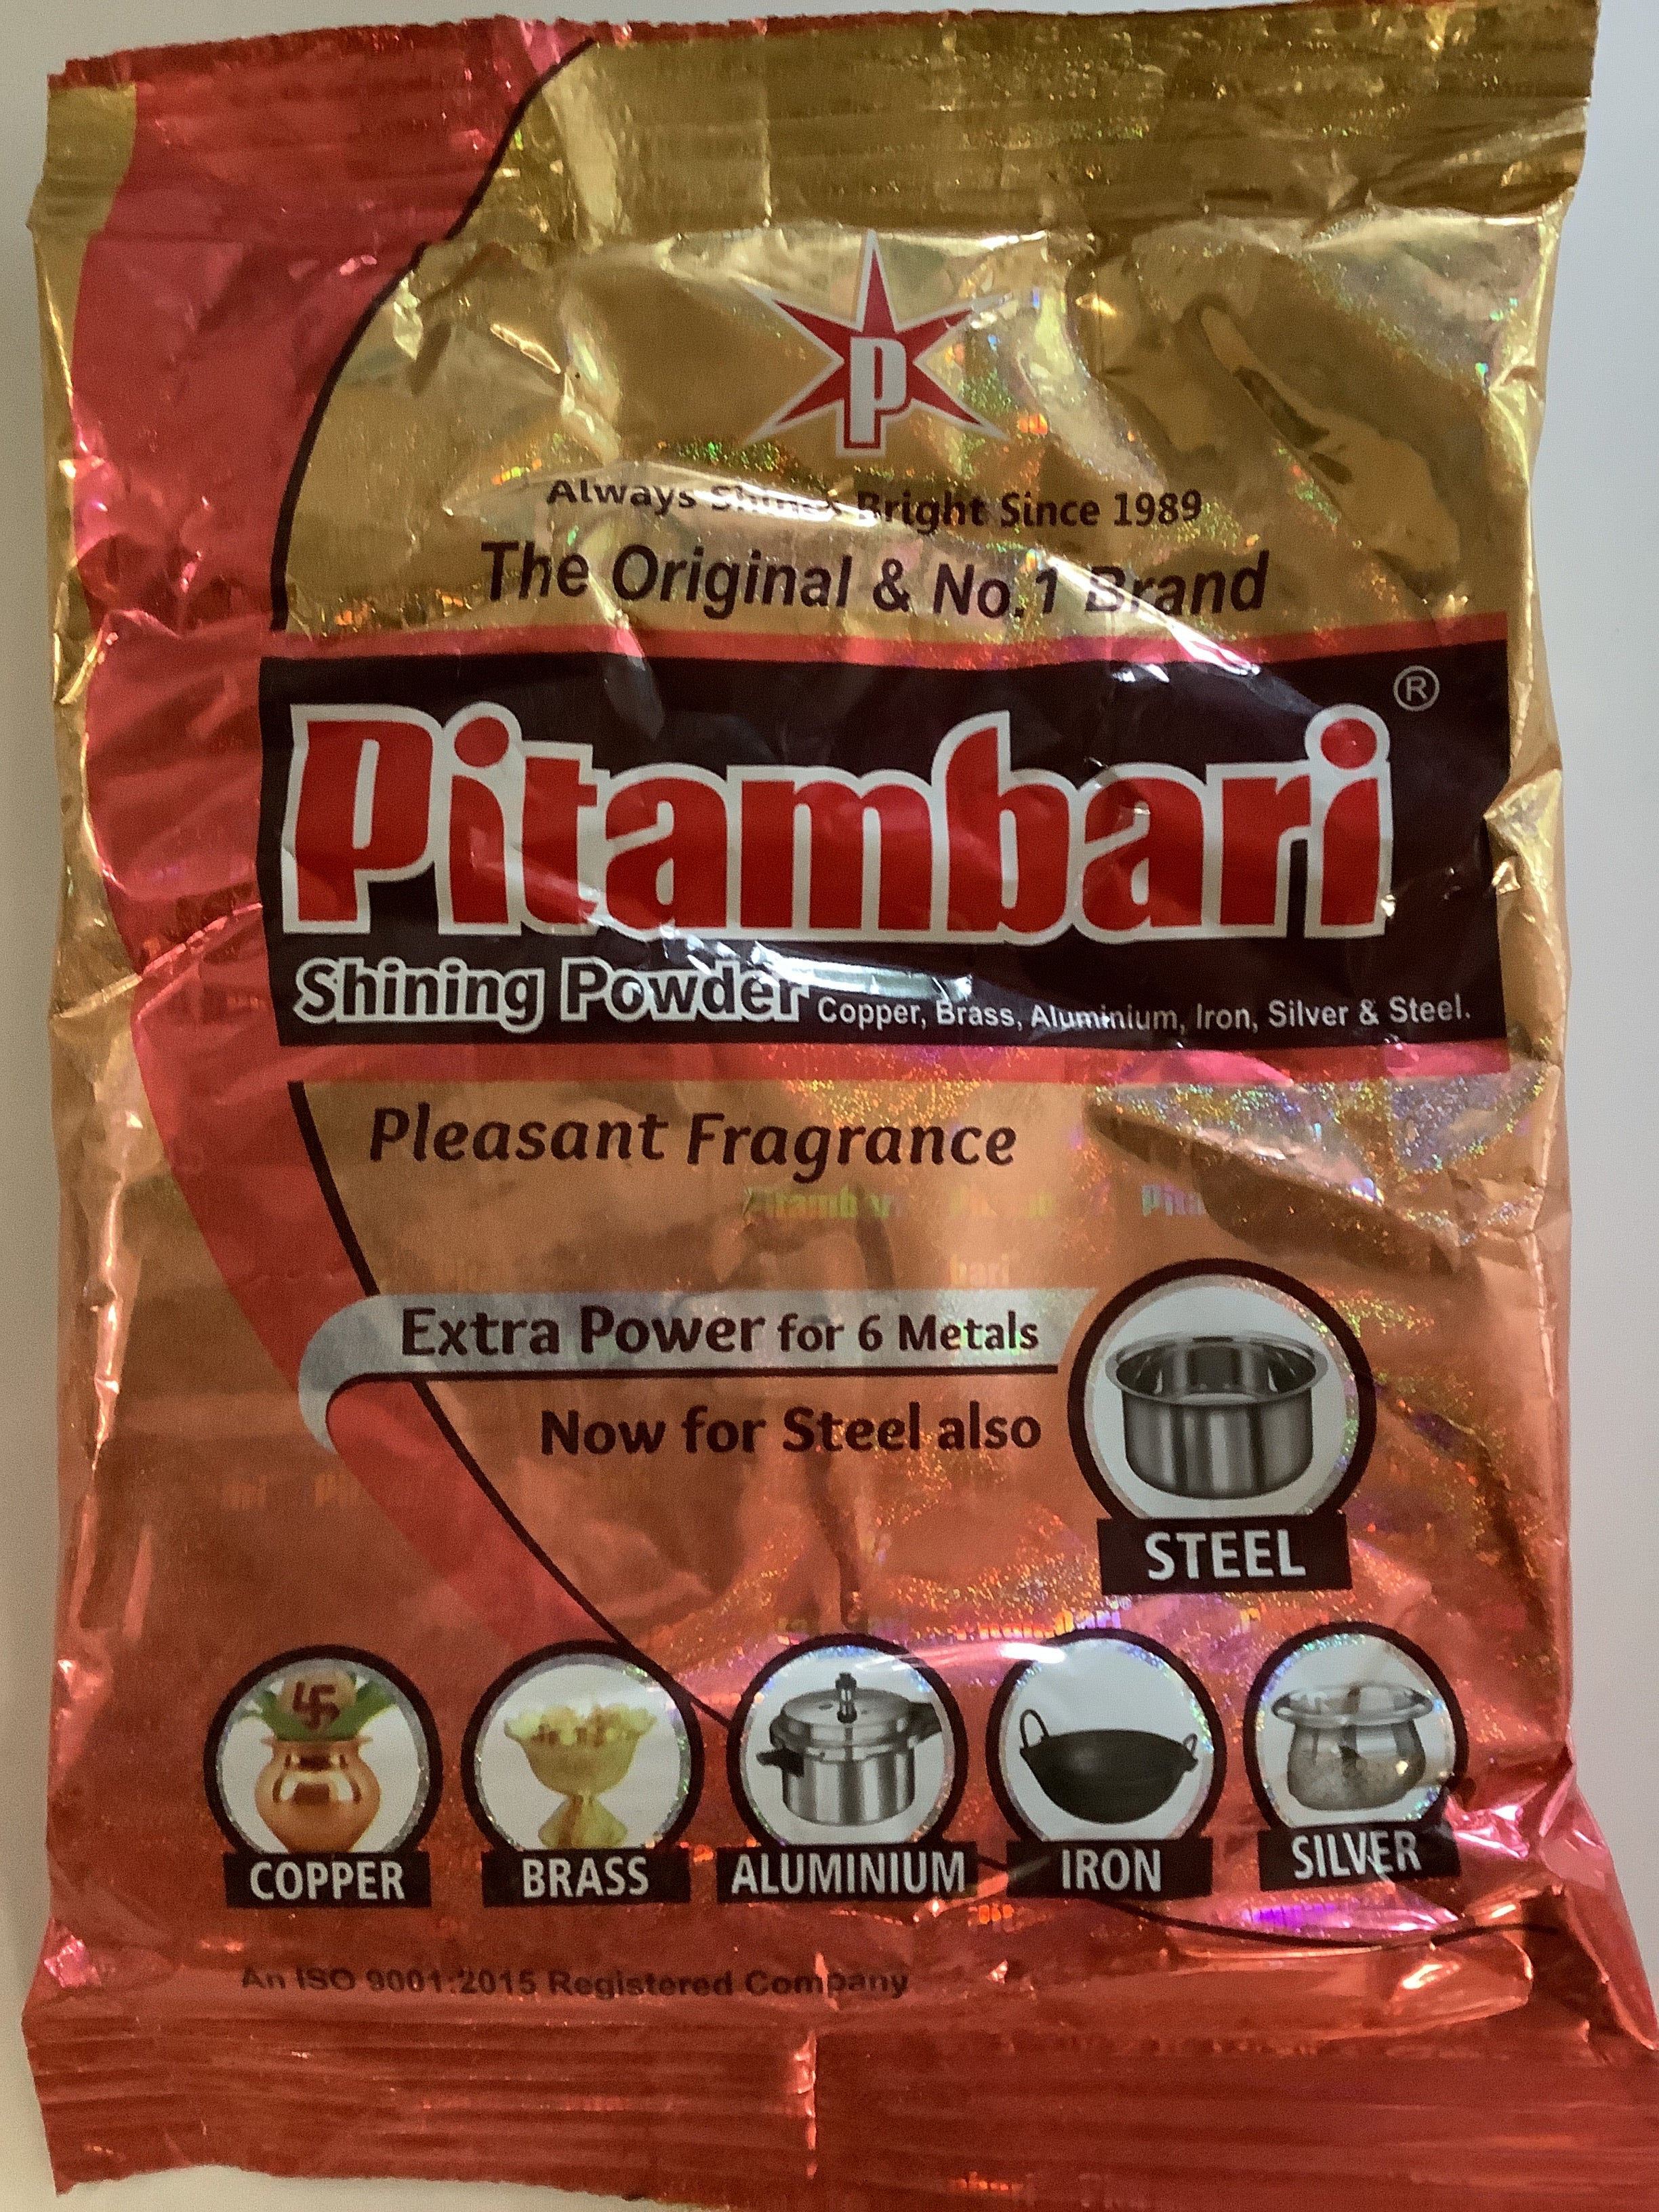 P
Always Shines Bright Since 1989
The Original & No.1 Brand
Pitambari ®
Shining Powder Copper, Brass, Aluminium, Iron, Silver & Steel.
Pleasant Fragrance
Extra Power for 6 Metals
Now for Steel also
STEEL
COPPER
BRASS
ALUMINIUM
IRON
SILVER
An ISO 9001:2015 Registered Company